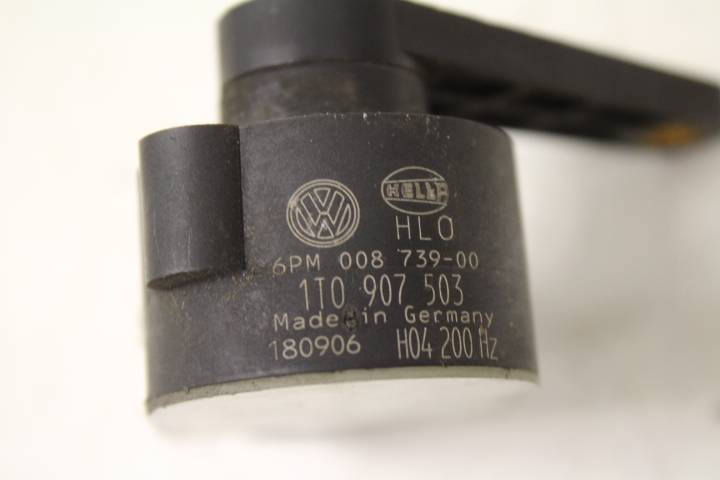 HELLA
HLO
6PM 008 739-00
1T0 907 503
Made in Germany
180906 H04 200 Hz